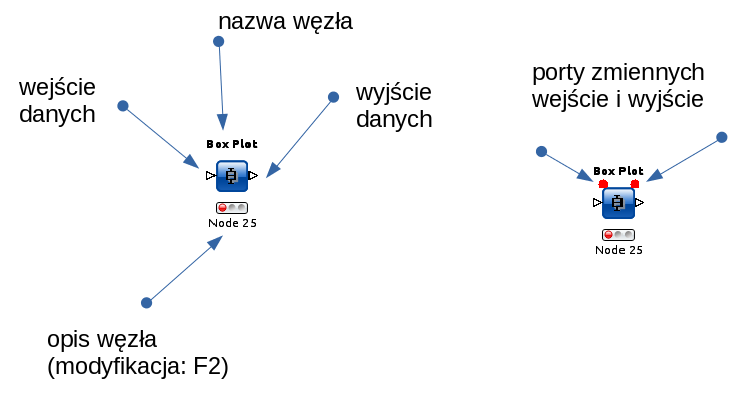 nazwa węzła
wejście
danych
wyjście
danych
Box Plot
Node 25
opis węzła
(modyfikacja: F2)
porty zmiennych
wejście i wyjście
Box Plot
Node 25